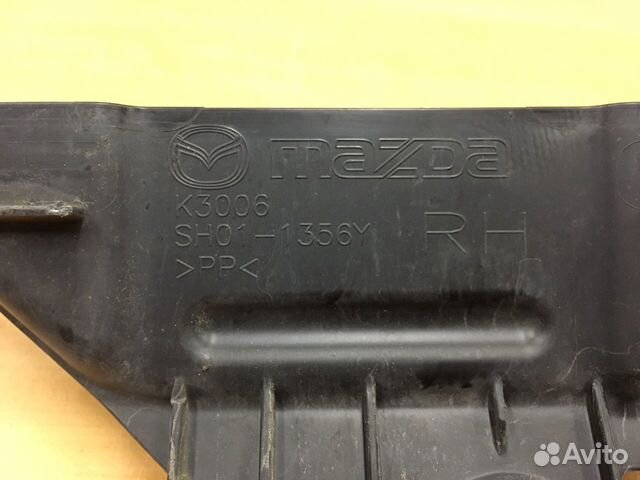 mazda
K3006
SH01-1356Y RH
>PP<
Avito